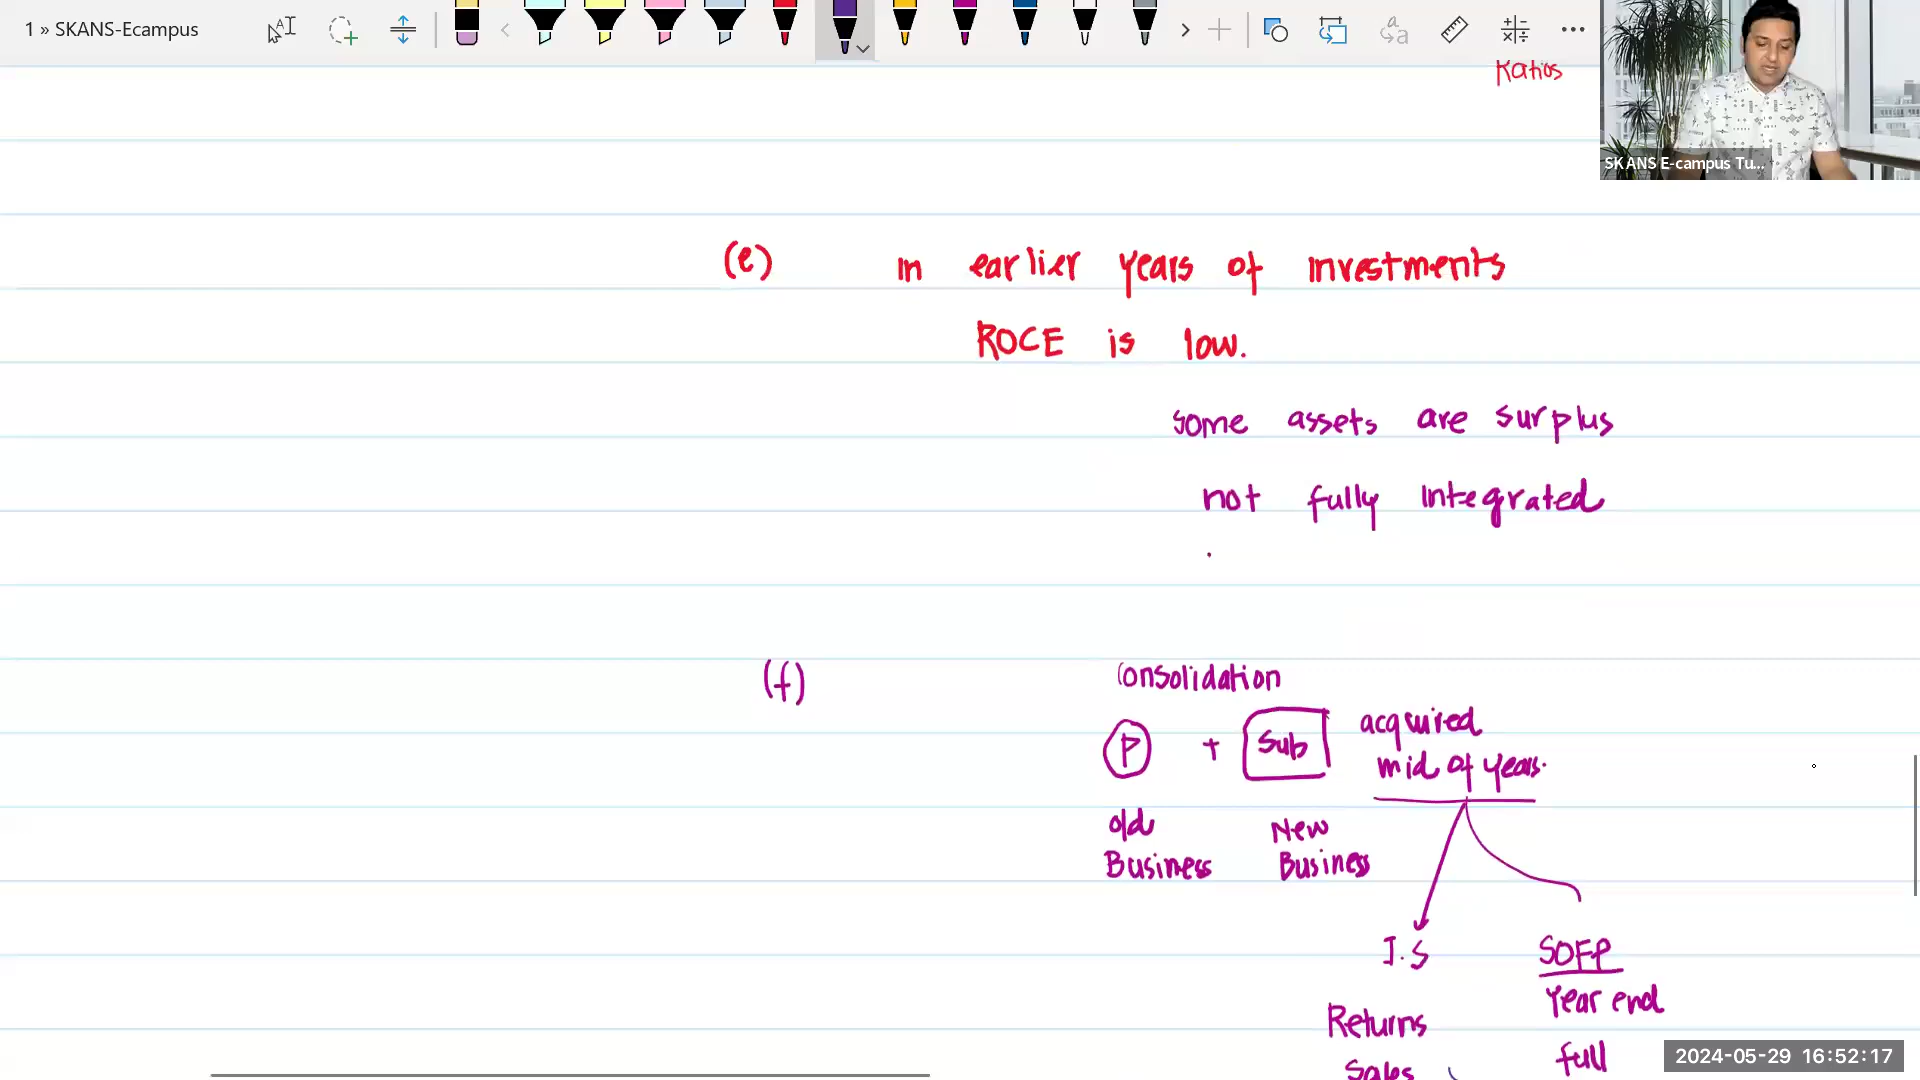 1 » SKANS-Ecampus
Ratios
SKANS E-campus Tu...
(e) In earlier years of investments
ROCE is low.
some assets are surplus
not fully integrated
(f) Consolidation
P + Sub acquired
mid of years.
old New
Business Business
I.S SOFP
Year end
Returns
full
Sales
2024-05-29 16:52:17